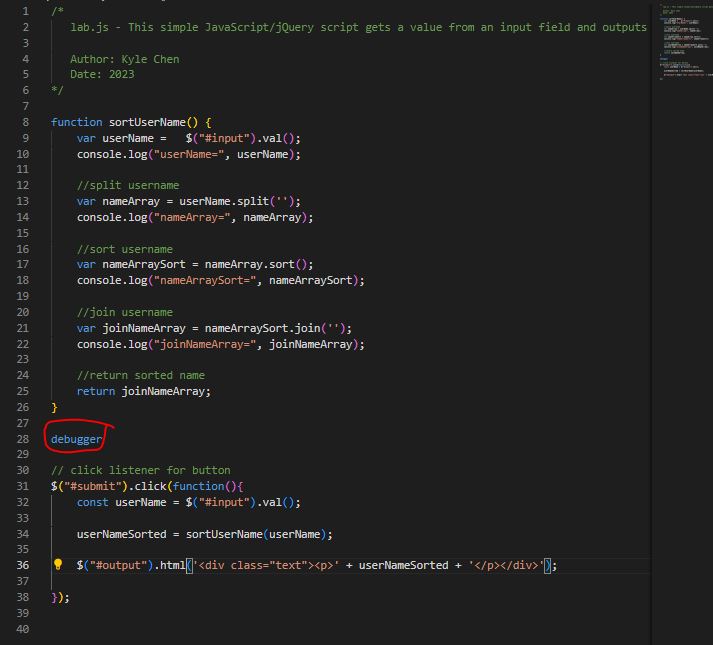 1 /*
2 lab.js - This simple JavaScript/jQuery script gets a value from an input field and outputs
3
4 Author: Kyle Chen
5 Date: 2023
6 */
7
8 function sortUserName() {
9 var userName =   $("#input").val();
10 console.log("userName=", userName);
11
12 //split username
13 var nameArray = userName.split('');
14 console.log("nameArray=", nameArray);
15
16 //sort username
17 var nameArraySort = nameArray.sort();
18 console.log("nameArraySort=", nameArraySort);
19
20 //join username
21 var joinNameArray = nameArraySort.join('');
22 console.log("joinNameArray=", joinNameArray);
23
24 //return sorted name
25 return joinNameArray;
26 }
27
28 debugger
29
30 // click listener for button
31 $("#submit").click(function(){
32 const userName = $("#input").val();
33
34 userNameSorted = sortUserName(userName);
35
36 $("#output").html('<div class="text"><p>' + userNameSorted + '</p></div>');
37
38 });
39
40